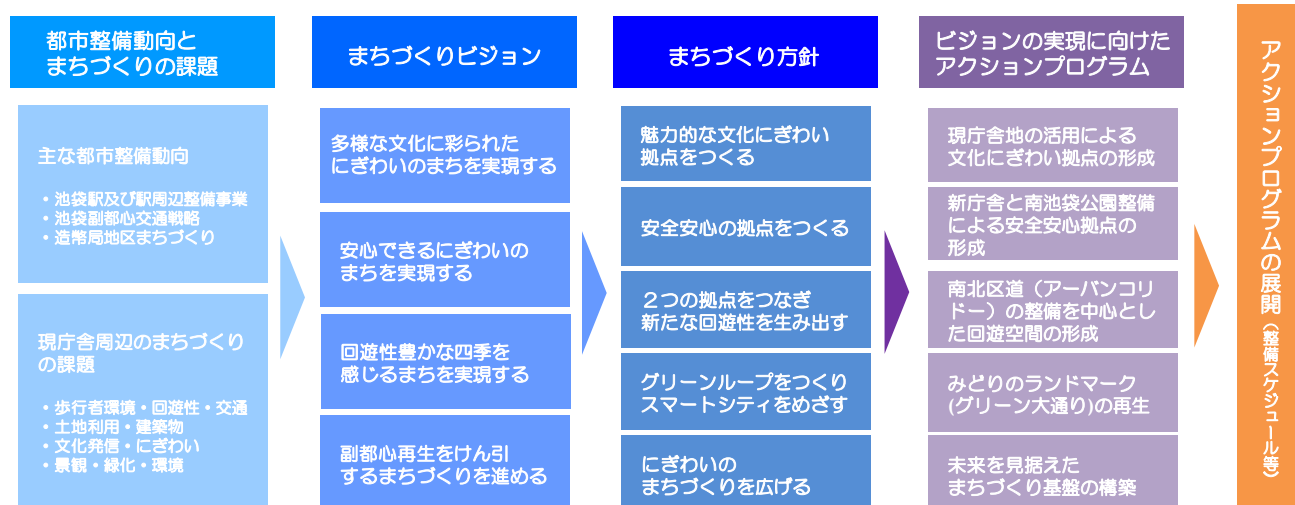 都市整備動向と
まちづくりの課題
主な都市整備動向
・池袋駅及び駅周辺整備事業
・池袋副都心交通戦略
・造幣局地区まちづくり
現庁舎周辺のまちづくり
の課題
・歩行者環境・回遊性・交通
・土地利用・建築物
・文化発信・にぎわい
・景観・緑化・環境
まちづくりビジョン
多様な文化に彩られた
にぎわいのまちを実現する
安心できるにぎわいの
まちを実現する
回遊性豊かな四季を
感じるまちを実現する
副都心再生をけん引
するまちづくりを進める
まちづくり方針
魅力的な文化にぎわい
拠点をつくる
安全安心の拠点をつくる
２つの拠点をつなぎ
新たな回遊性を生み出す
グリーンループをつくり
スマートシティをめざす
にぎわいの
まちづくりを広げる
ビジョンの実現に向けた
アクションプログラム
現庁舎地の活用による
文化にぎわい拠点の形成
新庁舎と南池袋公園整備
による安全安心拠点の
形成
南北区道（アーバンコリ
ドー）の整備を中心とし
た回遊空間の形成
みどりのランドマーク
(グリーン大通り)の再生
未来を見据えた
まちづくり基盤の構築
アクションプログラムの展開（整備スケジュール等）